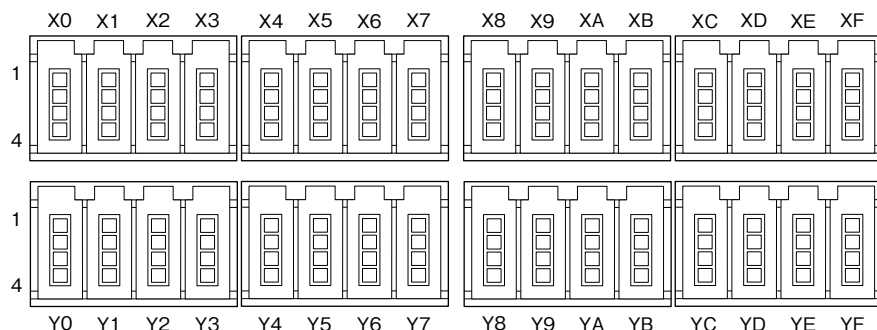 X0 X1 X2 X3 X4 X5 X6 X7 X8 X9 XA XB XC XD XE XF
1
4
1
4
Y0 Y1 Y2 Y3 Y4 Y5 Y6 Y7 Y8 Y9 YA YB YC YD YE YF